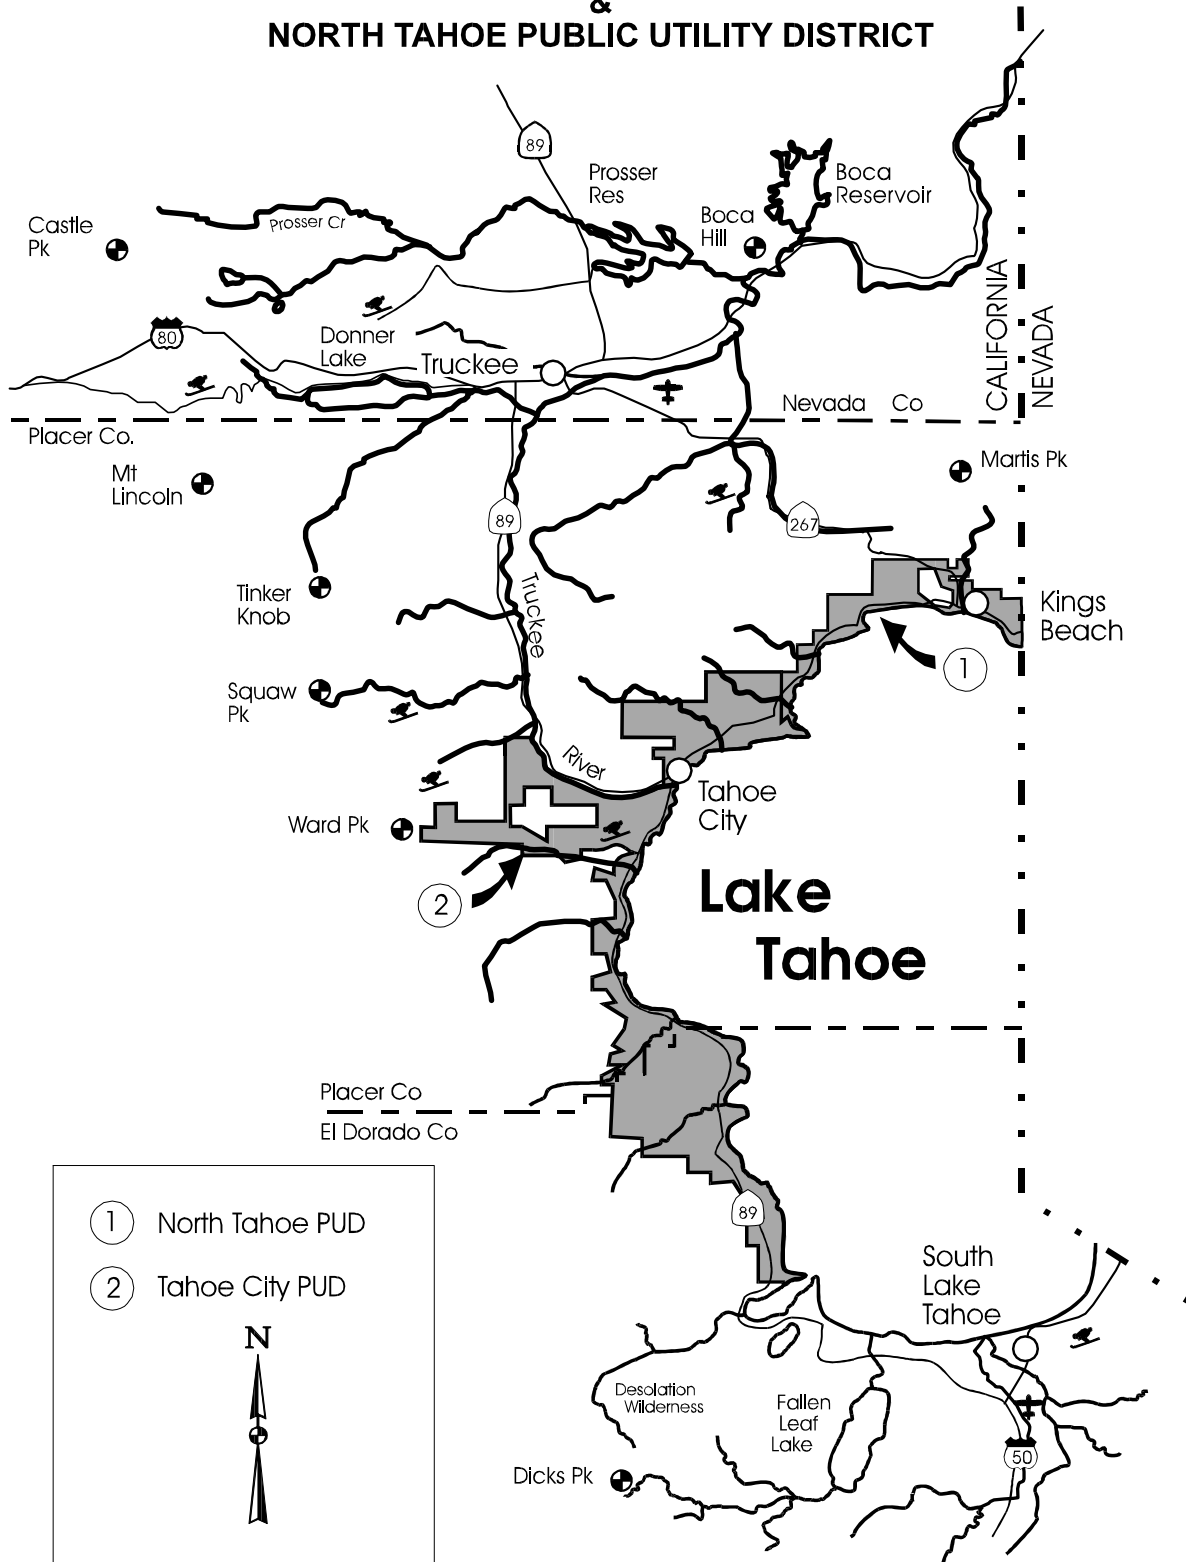 &
NORTH TAHOE PUBLIC UTILITY DISTRICT
89
Prosser
Res
Boca
Reservoir
Boca
Hill
Castle
Pk
Prosser Cr
CALIFORNIA
NEVADA
80
Donner
Lake
Truckee
Nevada Co
Placer Co.
Mt
Lincoln
Martis Pk
89
267
Tinker
Knob
Truckee
Kings
Beach
1
Squaw
Pk
River
Tahoe
City
Ward Pk
2
Lake
Tahoe
Placer Co
El Dorado Co
89
1 North Tahoe PUD
2 Tahoe City PUD
N
South
Lake
Tahoe
Desolation
Wilderness
Fallen
Leaf
Lake
50
Dicks Pk